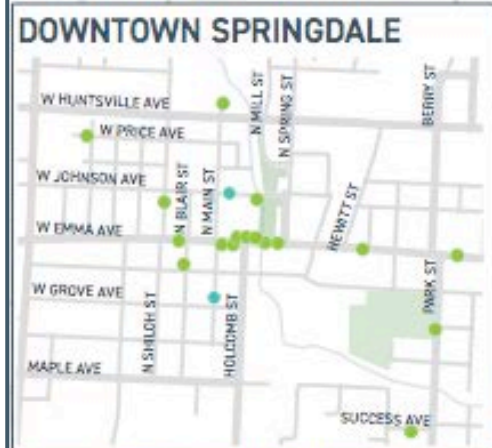 DOWNTOWN SPRINGDALE
W HUNTSVILLE AVE
N MILL ST
N SPRING ST
BERRY ST
W PRICE AVE
W JOHNSON AVE
N BLAIR ST
N MAIN ST
HEWITT ST
W EMMA AVE
W GROVE AVE
N SHILOH ST
HOLCOMB ST
PARK ST
MAPLE AVE
SUCCESS AVE